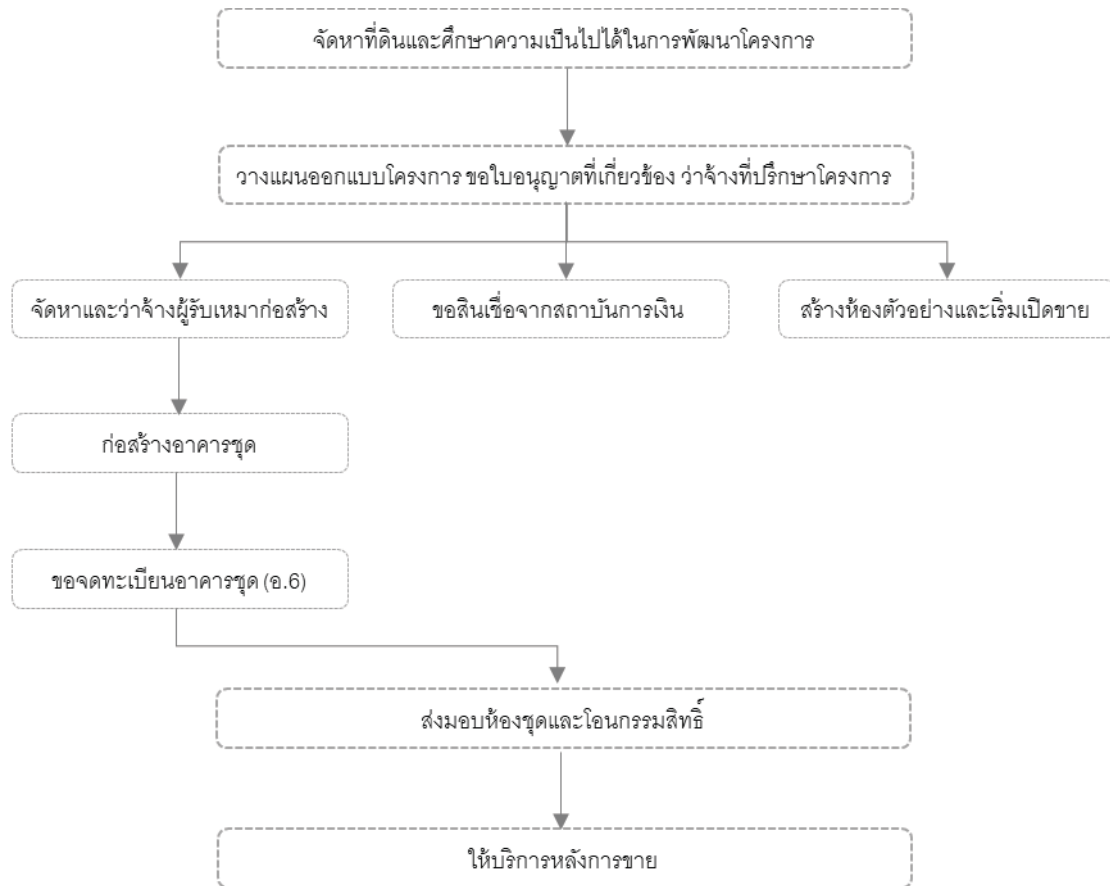 จัดหาที่ดินและศึกษาความเป็นไปได้ในการพัฒนาโครงการ
วางแผนออกแบบโครงการ ขอใบอนุญาตที่เกี่ยวข้อง ว่าจ้างที่ปรึกษาโครงการ
จัดหาและว่าจ้างผู้รับเหมาก่อสร้าง
ขอสินเชื่อจากสถาบันการเงิน
สร้างห้องตัวอย่างและเริ่มเปิดขาย
ก่อสร้างอาคารชุด
ขอจดทะเบียนอาคารชุด (อ.6)
ส่งมอบห้องชุดและโอนกรรมสิทธิ์
ให้บริการหลังการขาย